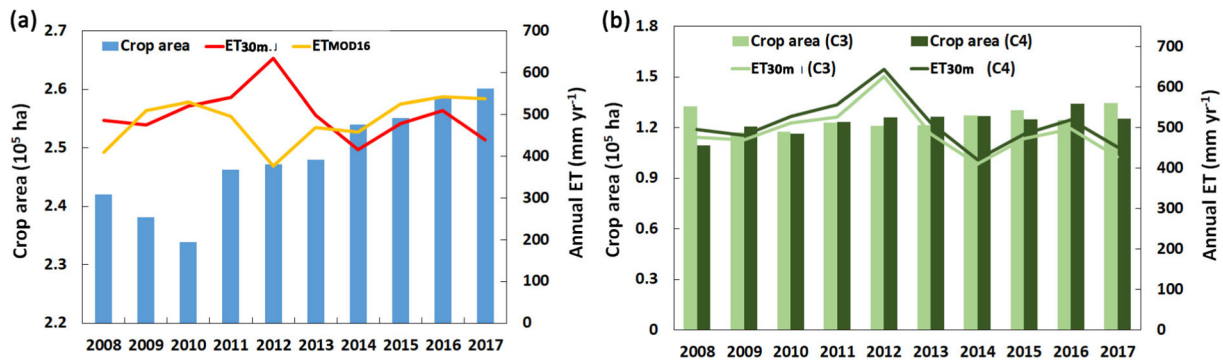 (a)
Crop area ET30m ETMOD16
Crop area (10⁵ ha)
2.7
2.6
2.5
2.4
2.3
2.2
700
600
500
400
300
200
100
0
Annual ET (mm yr⁻¹)
2008 2009 2010 2011 2012 2013 2014 2015 2016 2017
(b)
Crop area (C3) Crop area (C4)
ET30m (C3) ET30m (C4)
Crop area (10⁵ ha)
1.8
1.5
1.2
0.9
0.6
0.3
0
700
600
500
400
300
200
100
0
Annual ET (mm yr⁻¹)
2008 2009 2010 2011 2012 2013 2014 2015 2016 2017